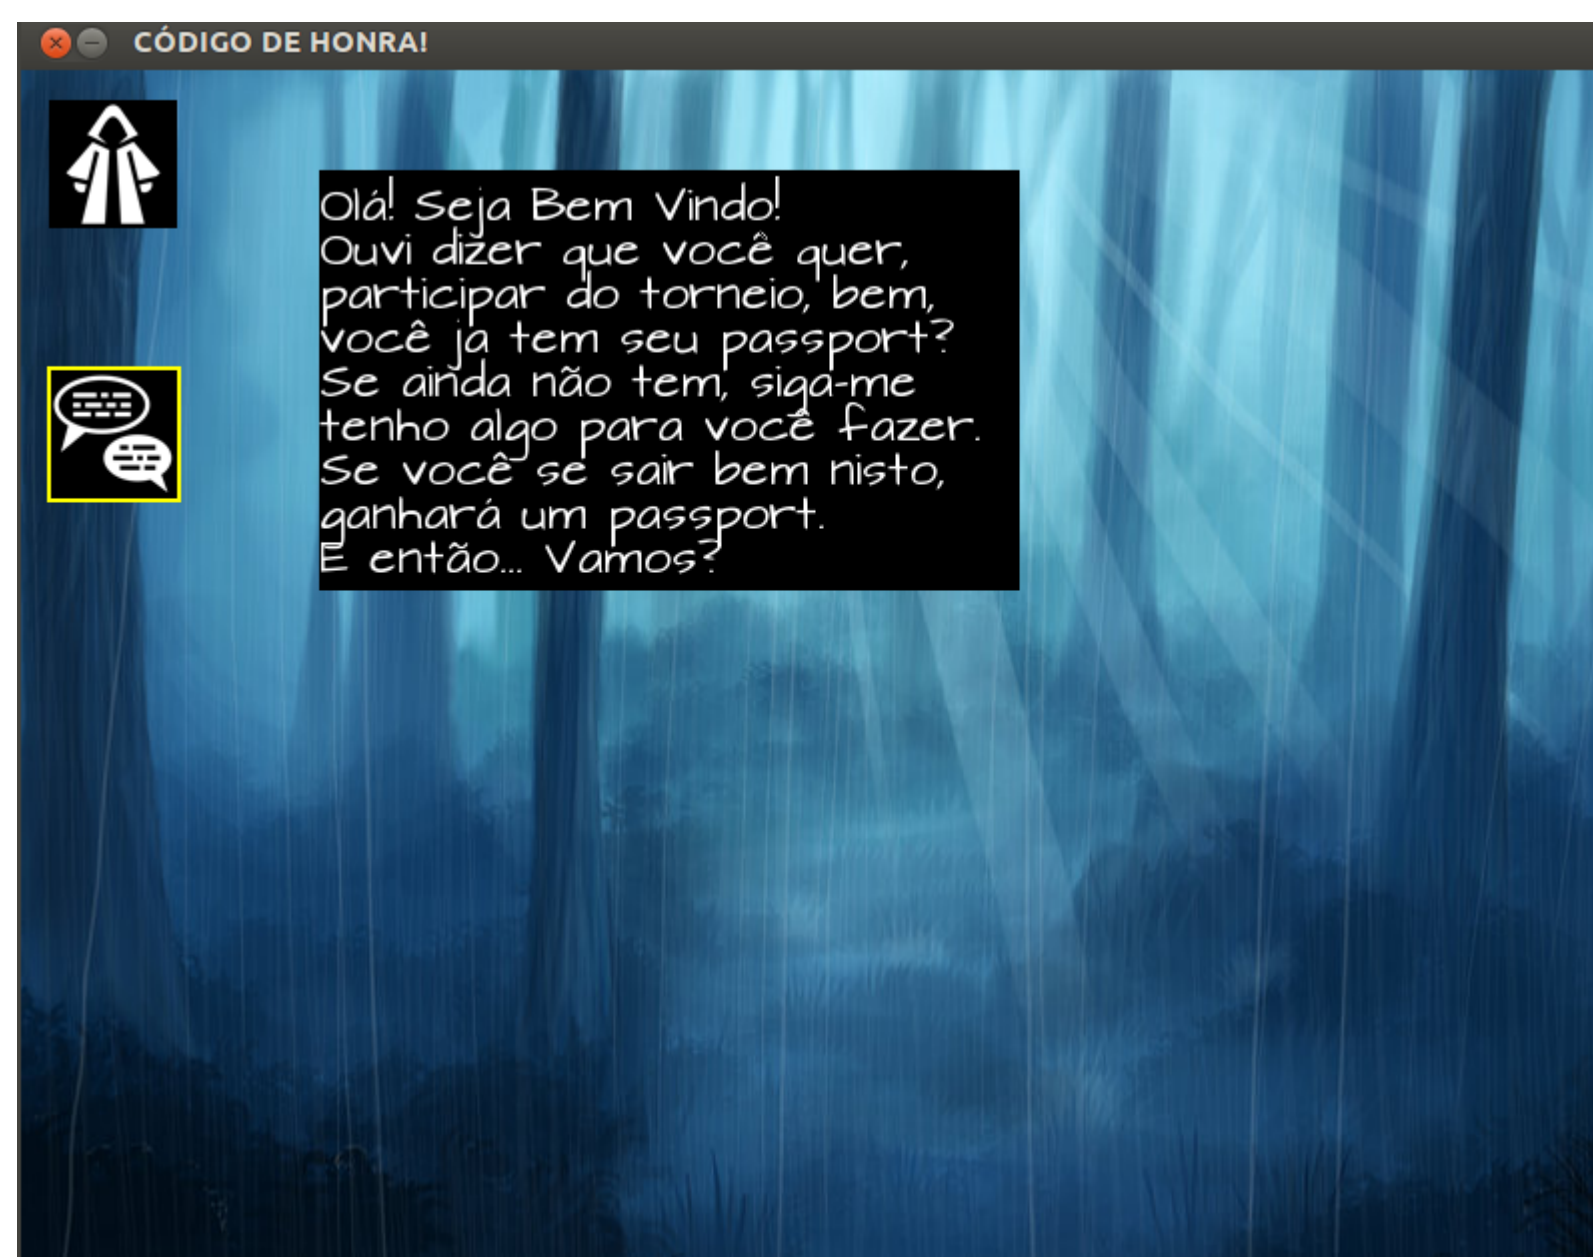 CÓDIGO DE HONRA!
Olá! Seja Bem Vindo!
Ouvi dizer que você quer,
participar do torneio, bem,
você ja tem seu passport?
Se ainda não tem, siga-me
tenho algo para você fazer.
Se você se sair bem nisto,
ganhará um passport.
E então... Vamos?